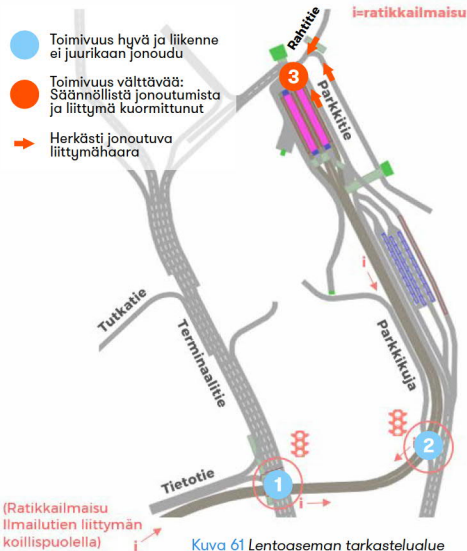 i=ratikkailmaisu
Toimivuus hyvä ja liikenne
ei juurikaan jonoudu
Toimivuus välttävää:
Säännöllistä jonoutumista
ja liittymä kuormittunut
Herkästi jonoutuva
liittymähaara
Rahtitie
3
Parkkitie
i
Tutkatie
Terminaalitie
Parkkikuja
2
Tietotie
1
i
i
(Ratikkailmaisu
Ilmailutien liittymän
koillispuolella)
i
Kuva 61 Lentoaseman tarkastelualue